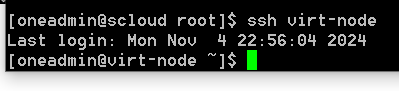 [oneadmin@scloud root]$ ssh virt-node
Last login: Mon Nov  4 22:56:04 2024
[oneadmin@virt-node ~]$